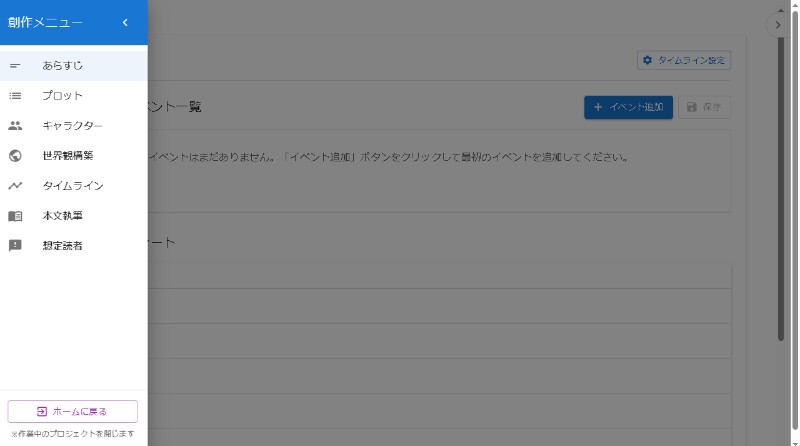 創作メニュー
あらすじ
プロット
キャラクター
世界観構築
タイムライン
本文執筆
想定読者
ホームに戻る
※作業中のプロジェクトを閉じます
タイムライン設定
ベント一覧
イベント追加
保存
イベントはまだありません。「イベント追加」ボタンをクリックして最初のイベントを追加してください。
ート